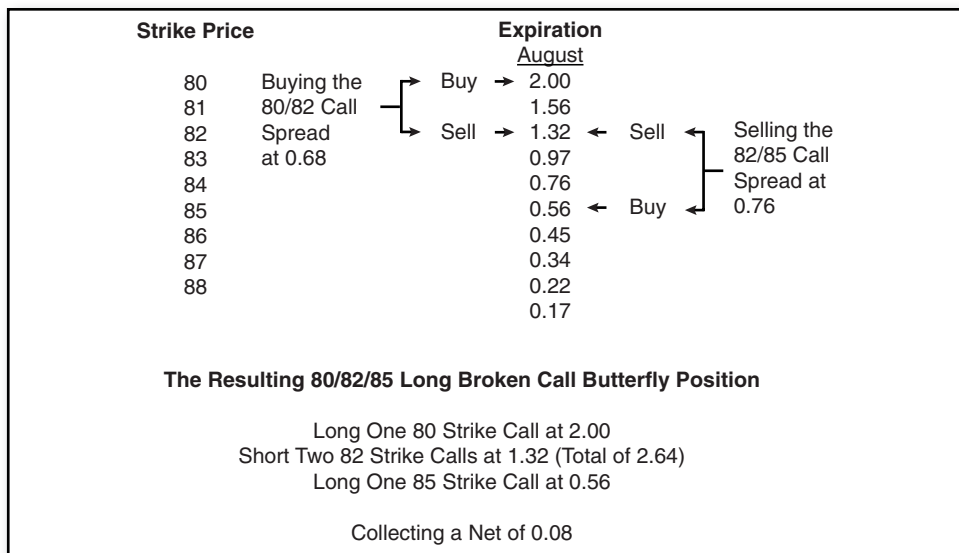 Strike Price Expiration
August
80 Buying the Buy 2.00
81 80/82 Call 1.56
82 Spread Sell 1.32 Sell Selling the
83 at 0.68 0.97 82/85 Call
84 0.76 Spread at
85 0.56 Buy 0.76
86 0.45
87 0.34
88 0.22
0.17
The Resulting 80/82/85 Long Broken Call Butterfly Position
Long One 80 Strike Call at 2.00
Short Two 82 Strike Calls at 1.32 (Total of 2.64)
Long One 85 Strike Call at 0.56
Collecting a Net of 0.08